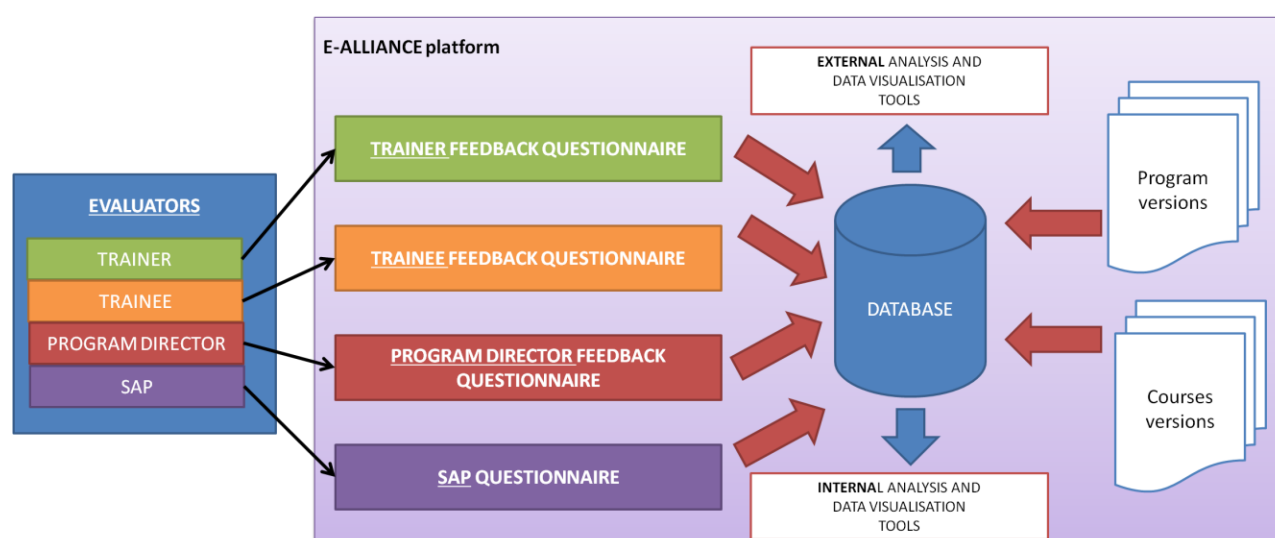 E-ALLIANCE platform
EVALUATORS
TRAINER
TRAINEE
PROGRAM DIRECTOR
SAP
TRAINER FEEDBACK QUESTIONNAIRE
TRAINEE FEEDBACK QUESTIONNAIRE
PROGRAM DIRECTOR FEEDBACK
QUESTIONNAIRE
SAP QUESTIONNAIRE
EXTERNAL ANALYSIS AND
DATA VISUALISATION
TOOLS
DATABASE
INTERNAL ANALYSIS AND
DATA VISUALISATION
TOOLS
Program
versions
Courses
versions